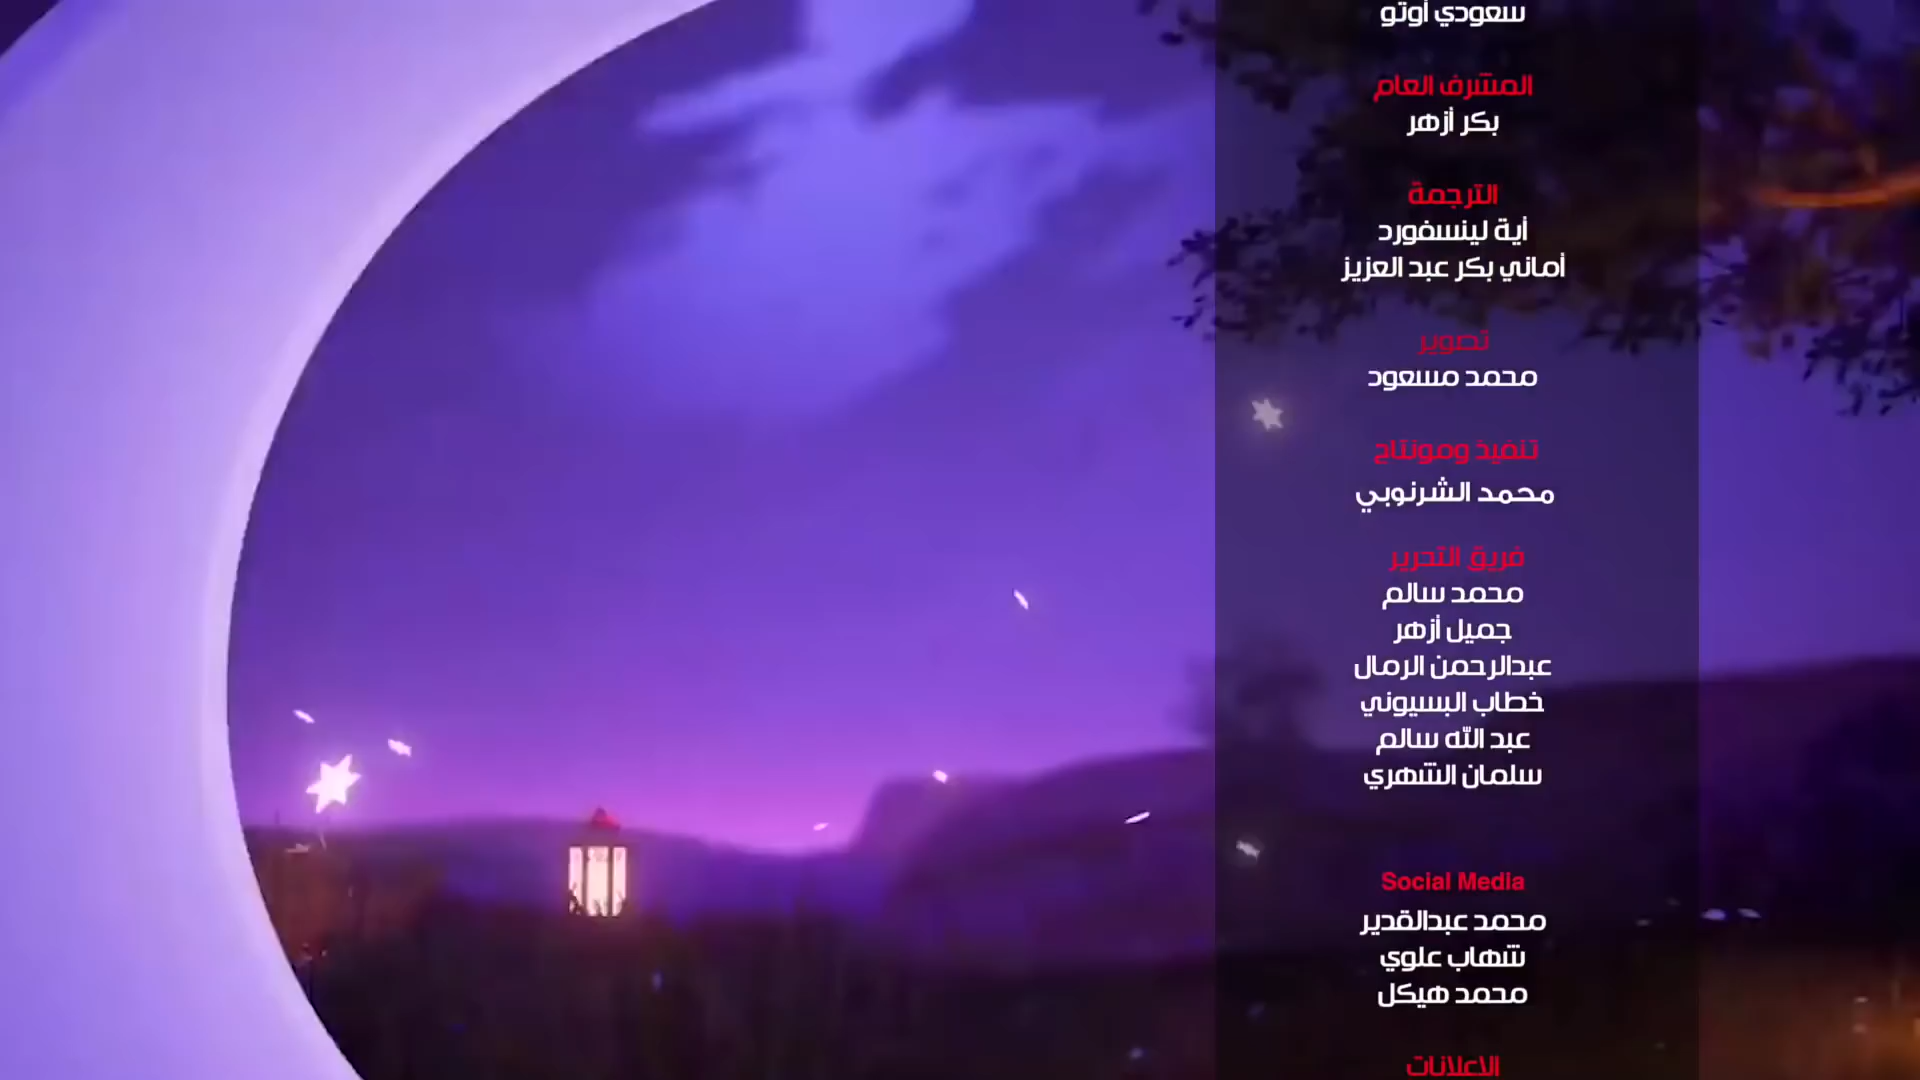 سعودي أوتو
المشرف العام
بكر أزهر
الترجمة
أية لينسفورد
أماني بكر عبد العزيز
تصوير
محمد مسعود
تنفيذ ومونتاج
محمد الشرنوبي
فريق التحرير
محمد سالم
جميل أزهر
عبدالرحمن الرمال
خطاب البسيوني
عبد الله سالم
سلمان الشهري
Social Media
محمد عبدالقدير
شهاب علوي
محمد هيكل
الاعلانات